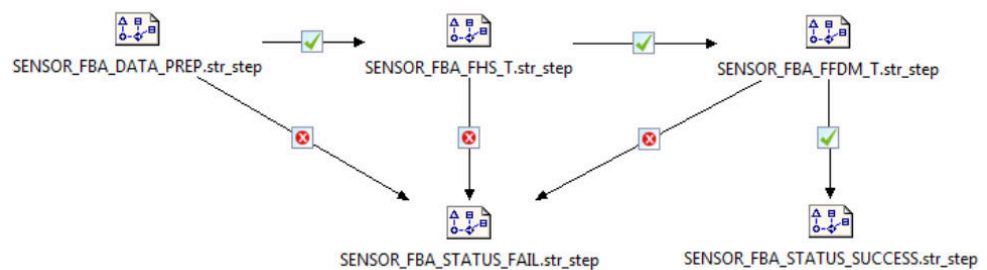 SENSOR_FBA_DATA_PREP.str_step
SENSOR_FBA_FHS_T.str_step
SENSOR_FBA_FFDM_T.str_step
SENSOR_FBA_STATUS_FAIL.str_step
SENSOR_FBA_STATUS_SUCCESS.str_step